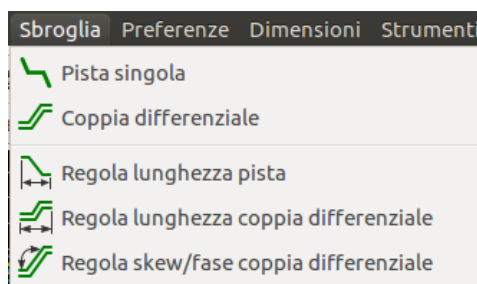 Sbroglia Preferenze Dimensioni Strumenti
Pista singola
Coppia differenziale
Regola lunghezza pista
Regola lunghezza coppia differenziale
Regola skew/fase coppia differenziale